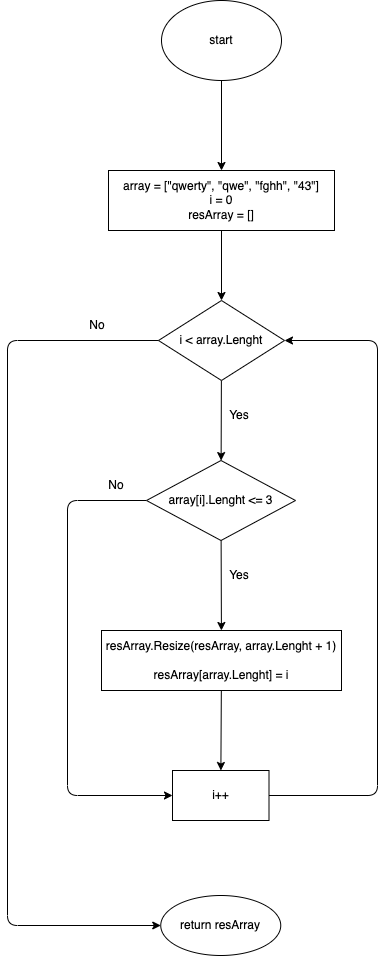 start
array = ["qwerty", "qwe", "fghh", "43"]
i = 0
resArray = []
No
i < array.Lenght
Yes
No
array[i].Lenght <= 3
Yes
resArray.Resize(resArray, array.Lenght + 1)
resArray[array.Lenght] = i
i++
return resArray